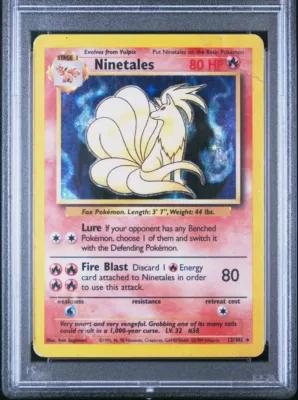 STAGE 1
Evolves from Vulpix Put Ninetales on the Basic Pokémon
Ninetales 80 HP
Fox Pokémon. Length: 3' 7", Weight: 44 lbs.
Lure If your opponent has any Benched
Pokémon, choose 1 of them and switch it
with the Defending Pokémon.
Fire Blast Discard 1 Energy
card attached to Ninetales in order
to use this attack. 80
weakness resistance retreat cost
Very smart and very vengeful. Grabbing one of its many tails
could result in a 1,000-year curse. LV. 32 #38
12/102